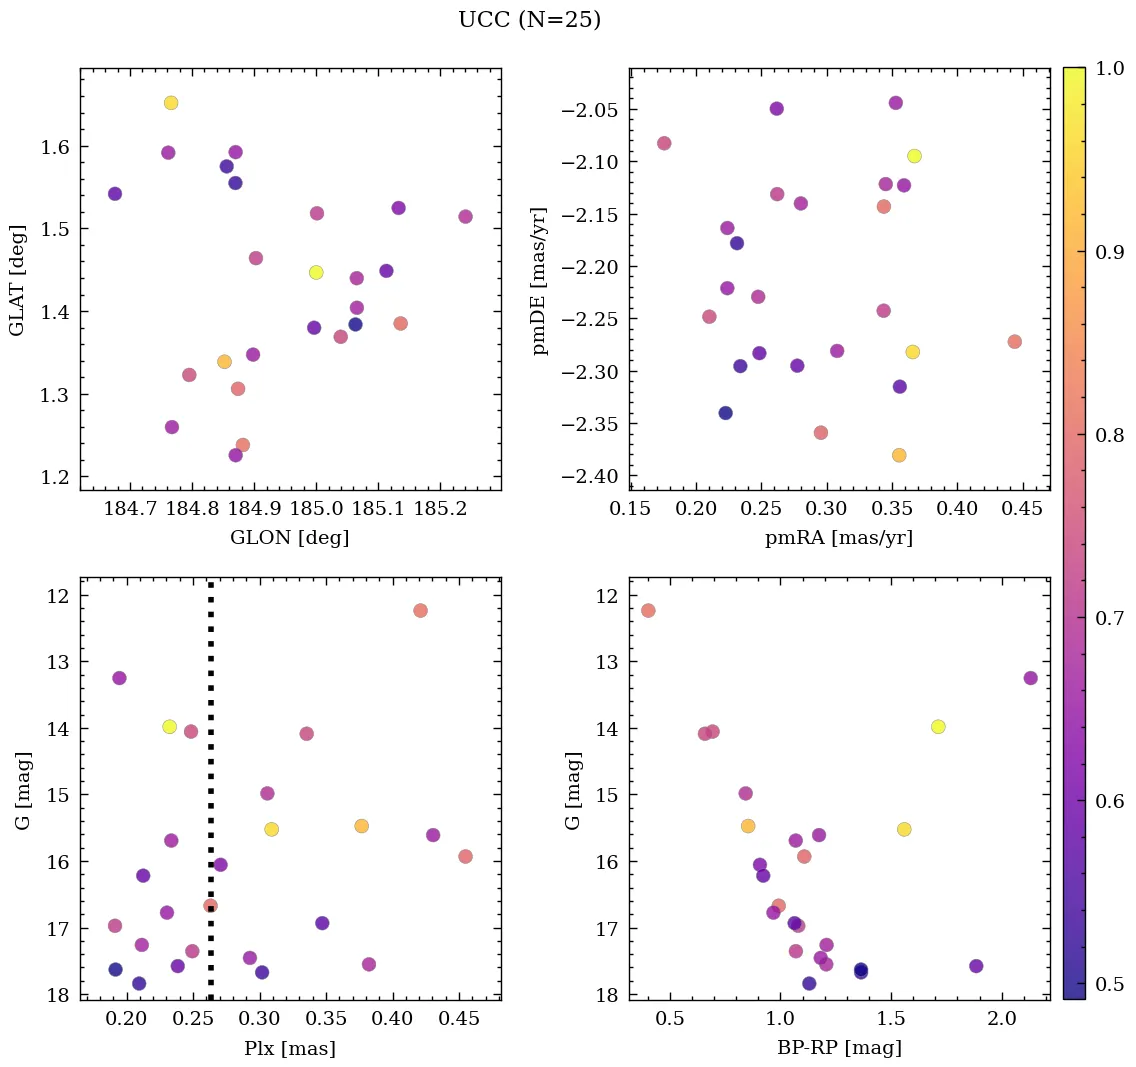 UCC (N=25)
1.6
1.5
1.4
1.3
1.2
GLAT [deg]
184.7 184.8 184.9 185.0 185.1 185.2
GLON [deg]
−2.05
−2.10
−2.15
−2.20
−2.25
−2.30
−2.35
−2.40
pmDE [mas/yr]
0.15 0.20 0.25 0.30 0.35 0.40 0.45
pmRA [mas/yr]
12
13
14
15
16
17
18
G [mag]
0.20 0.25 0.30 0.35 0.40 0.45
Plx [mas]
12
13
14
15
16
17
18
G [mag]
0.5 1.0 1.5 2.0
BP-RP [mag]
1.0
0.9
0.8
0.7
0.6
0.5